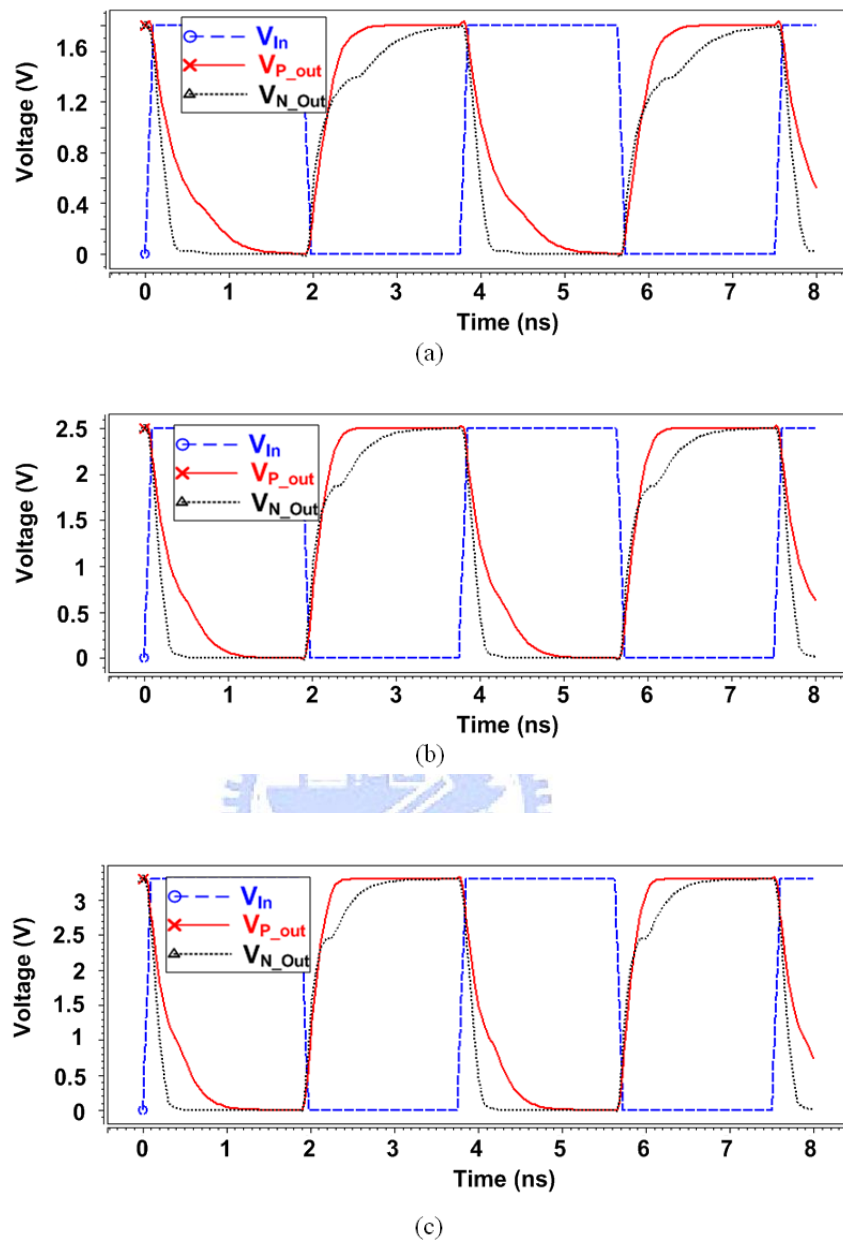 1.6
1.2
0.8
0.4
0
Voltage (V)
V_In
V_P_out
V_N_Out
0 1 2 3 4 5 6 7 8
Time (ns)
(a)
2.5
2
1.5
1
0.5
0
Voltage (V)
V_In
V_P_out
V_N_Out
0 1 2 3 4 5 6 7 8
Time (ns)
(b)
3
2.5
2
1.5
1
0.5
0
Voltage (V)
V_In
V_P_out
V_N_Out
0 1 2 3 4 5 6 7 8
Time (ns)
(c)